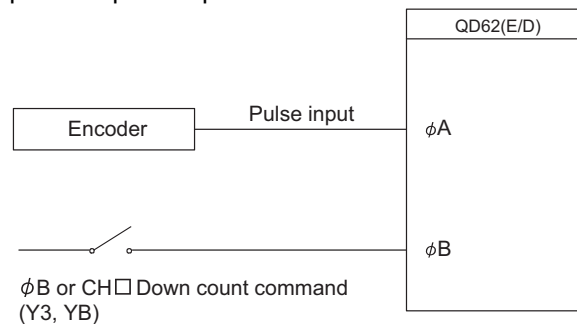 QD62(E/D)
Encoder
Pulse input
ϕA
ϕB
ϕB or CH□ Down count command
(Y3, YB)